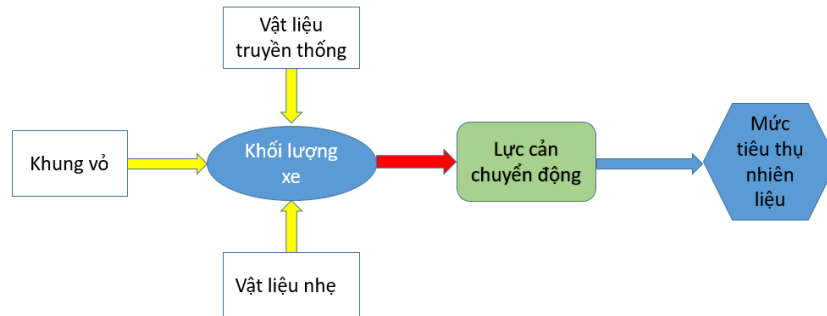 Vật liệu
truyền thống
Khung vỏ
Khối lượng
xe
Lực cản
chuyển động
Mức
tiêu thụ
nhiên
liệu
Vật liệu nhẹ